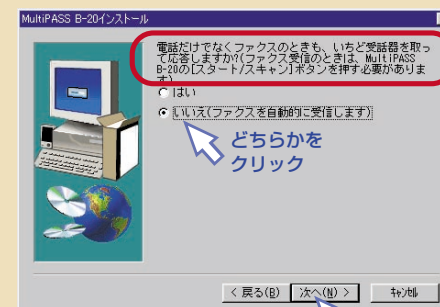 MultiPASS B-20インストール
電話だけでなくファクスのときも、いちど受話器を取っ
て応答しますか?(ファクス受信のときは、MultiPASS
B-20の[スタート/スキャン]ボタンを押す必要がありま
す)
はい
いいえ(ファクスを自動的に受信します)
どちらかを
クリック
< 戻る(B) 次へ(N) > キャンセル